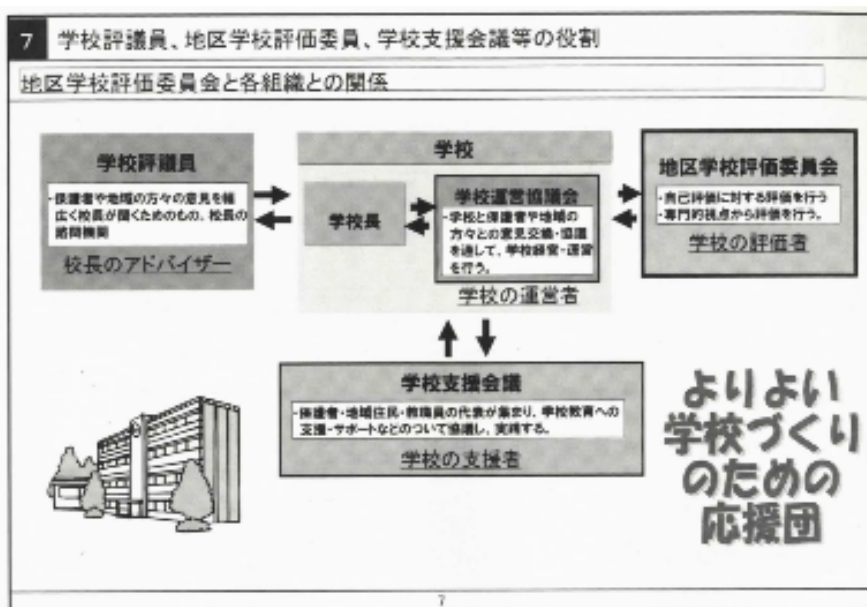 7 学校評議員、地区学校評価委員、学校支援会議等の役割
地区学校評価委員会と各組織との関係
学校評議員
・保護者や地域の方々の意見を幅
広く校長が聞くためのもの、校長の
諮問機関
校長のアドバイザー
学校
学校長
学校運営協議会
・学校と保護者や地域の
方々との意見交換・協議
を通して、学校経営・運営
を行う。
学校の運営者
地区学校評価委員会
・自己評価に対する評価を行う
・専門的視点から評価を行う。
学校の評価者
学校支援会議
・保護者・地域住民・教職員の代表が集まり、学校教育への
支援・サポートなどのついて協議し、実践する。
学校の支援者
よりよい
学校づくり
のための
応援団
7